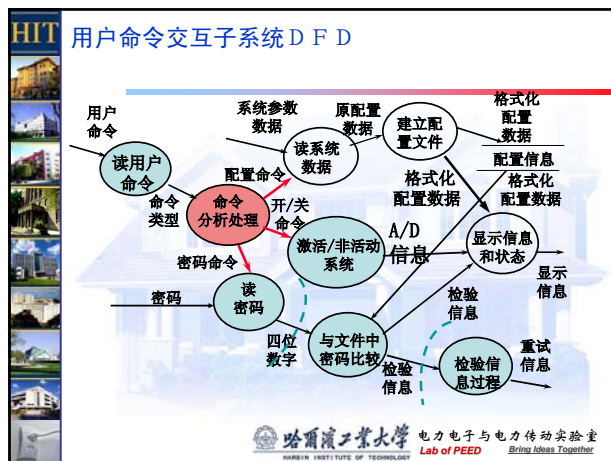 HIT
用户命令交互子系统ＤＦＤ
用户
命令
读用户
命令
命令
类型
命令
分析处理
系统参数
数据
读系统
数据
原配置
数据
建立配
置文件
格式化
配置
数据
配置信息
格式化
配置数据
格式化
配置数据
配置命令
开/关
命令
激活/非活动
系统
A/D
信息
显示信息
和状态
显示
信息
密码命令
密码
读
密码
四位
数字
与文件中
密码比较
检验
信息
检验
信息
检验信
息过程
重试
信息
哈尔滨工业大学
HARBIN INSTITUTE OF TECHNOLOGY
电力电子与电力传动实验室
Lab of PEED
Bring Ideas Together